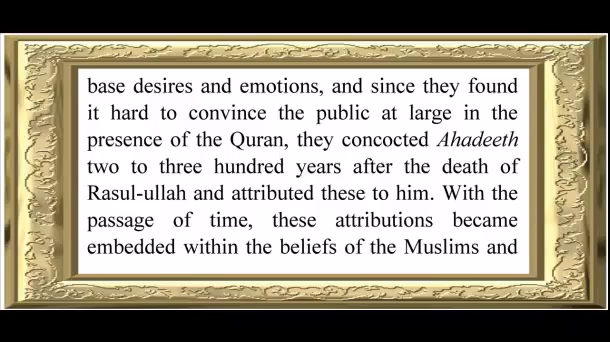 base desires and emotions, and since they found
it hard to convince the public at large in the
presence of the Quran, they concocted Ahadeeth
two to three hundred years after the death of
Rasul-ullah and attributed these to him. With the
passage of time, these attributions became
embedded within the beliefs of the Muslims and